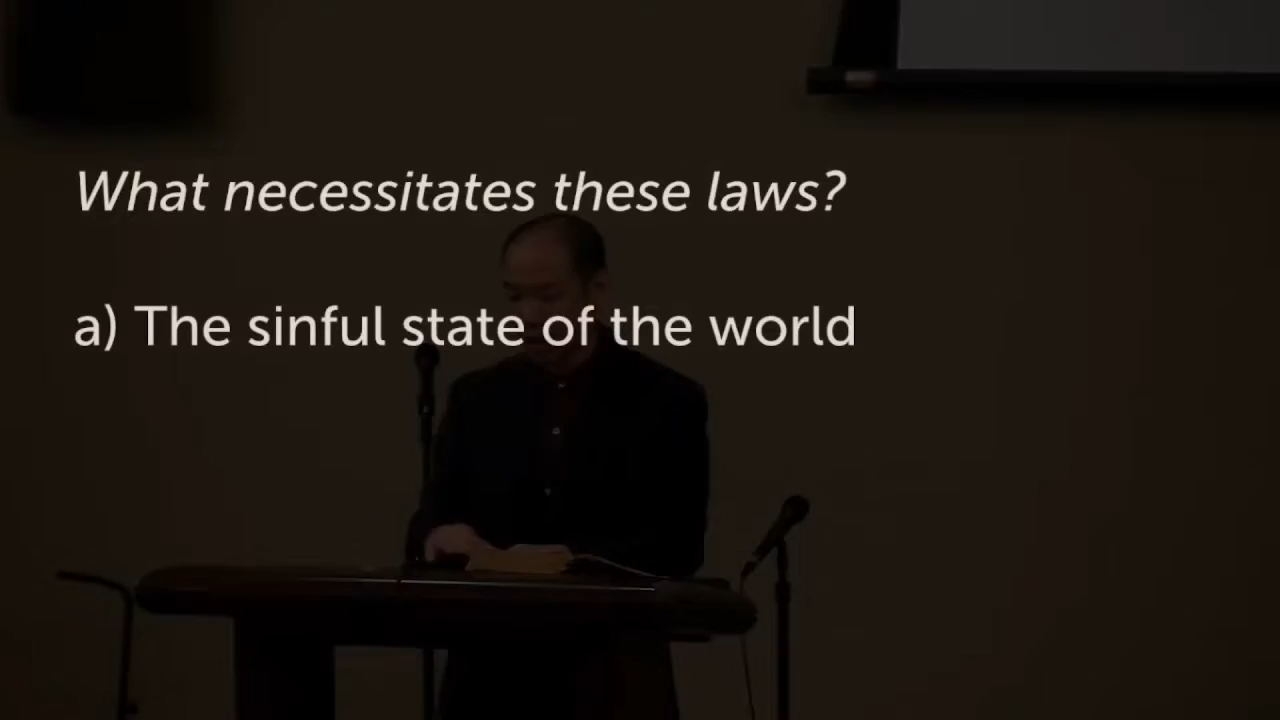 What necessitates these laws?
a) The sinful state of the world